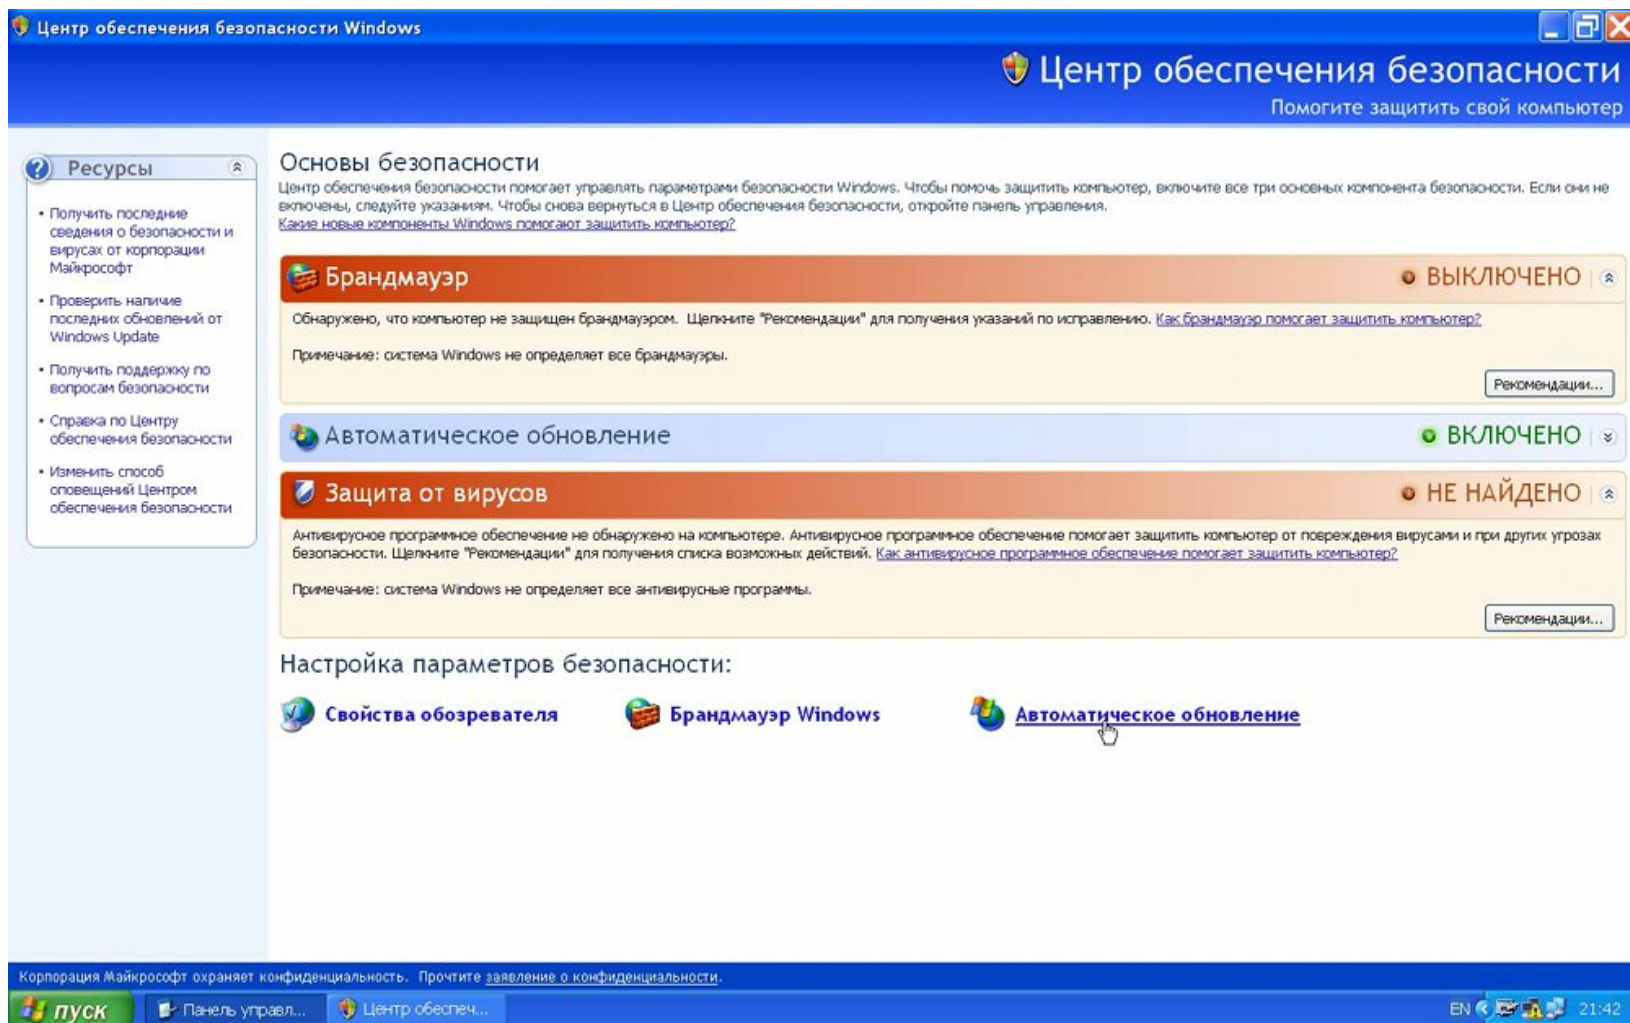 Центр обеспечения безопасности Windows
Центр обеспечения безопасности
Помогите защитить свой компьютер
Ресурсы
• Получить последние
сведения о безопасности и
вирусах от корпорации
Майкрософт
• Проверить наличие
последних обновлений от
Windows Update
• Получить поддержку по
вопросам безопасности
• Справка по Центру
обеспечения безопасности
• Изменить способ
оповещений Центром
обеспечения безопасности
Основы безопасности
Центр обеспечения безопасности помогает управлять параметрами безопасности Windows. Чтобы помочь защитить компьютер, включите все три основных компонента безопасности. Если они не
включены, следуйте указаниям. Чтобы снова вернуться в Центр обеспечения безопасности, откройте панель управления.
Какие новые компоненты Windows помогают защитить компьютер?
Брандмауэр ВЫКЛЮЧЕНО
Обнаружено, что компьютер не защищен брандмауэром. Щелкните "Рекомендации" для получения указаний по исправлению. Как брандмауэр помогает защитить компьютер?
Примечание: система Windows не определяет все брандмауэры.
Рекомендации...
Автоматическое обновление ВКЛЮЧЕНО
Защита от вирусов НЕ НАЙДЕНО
Антивирусное программное обеспечение не обнаружено на компьютере. Антивирусное программное обеспечение помогает защитить компьютер от повреждения вирусами и при других угрозах
безопасности. Щелкните "Рекомендации" для получения списка возможных действий. Как антивирусное программное обеспечение помогает защитить компьютер?
Примечание: система Windows не определяет все антивирусные программы.
Рекомендации...
Настройка параметров безопасности:
Свойства обозревателя Брандмауэр Windows Автоматическое обновление
Корпорация Майкрософт охраняет конфиденциальность. Прочтите заявление о конфиденциальности.
пуск Панель управл... Центр обеспеч... EN 21:42